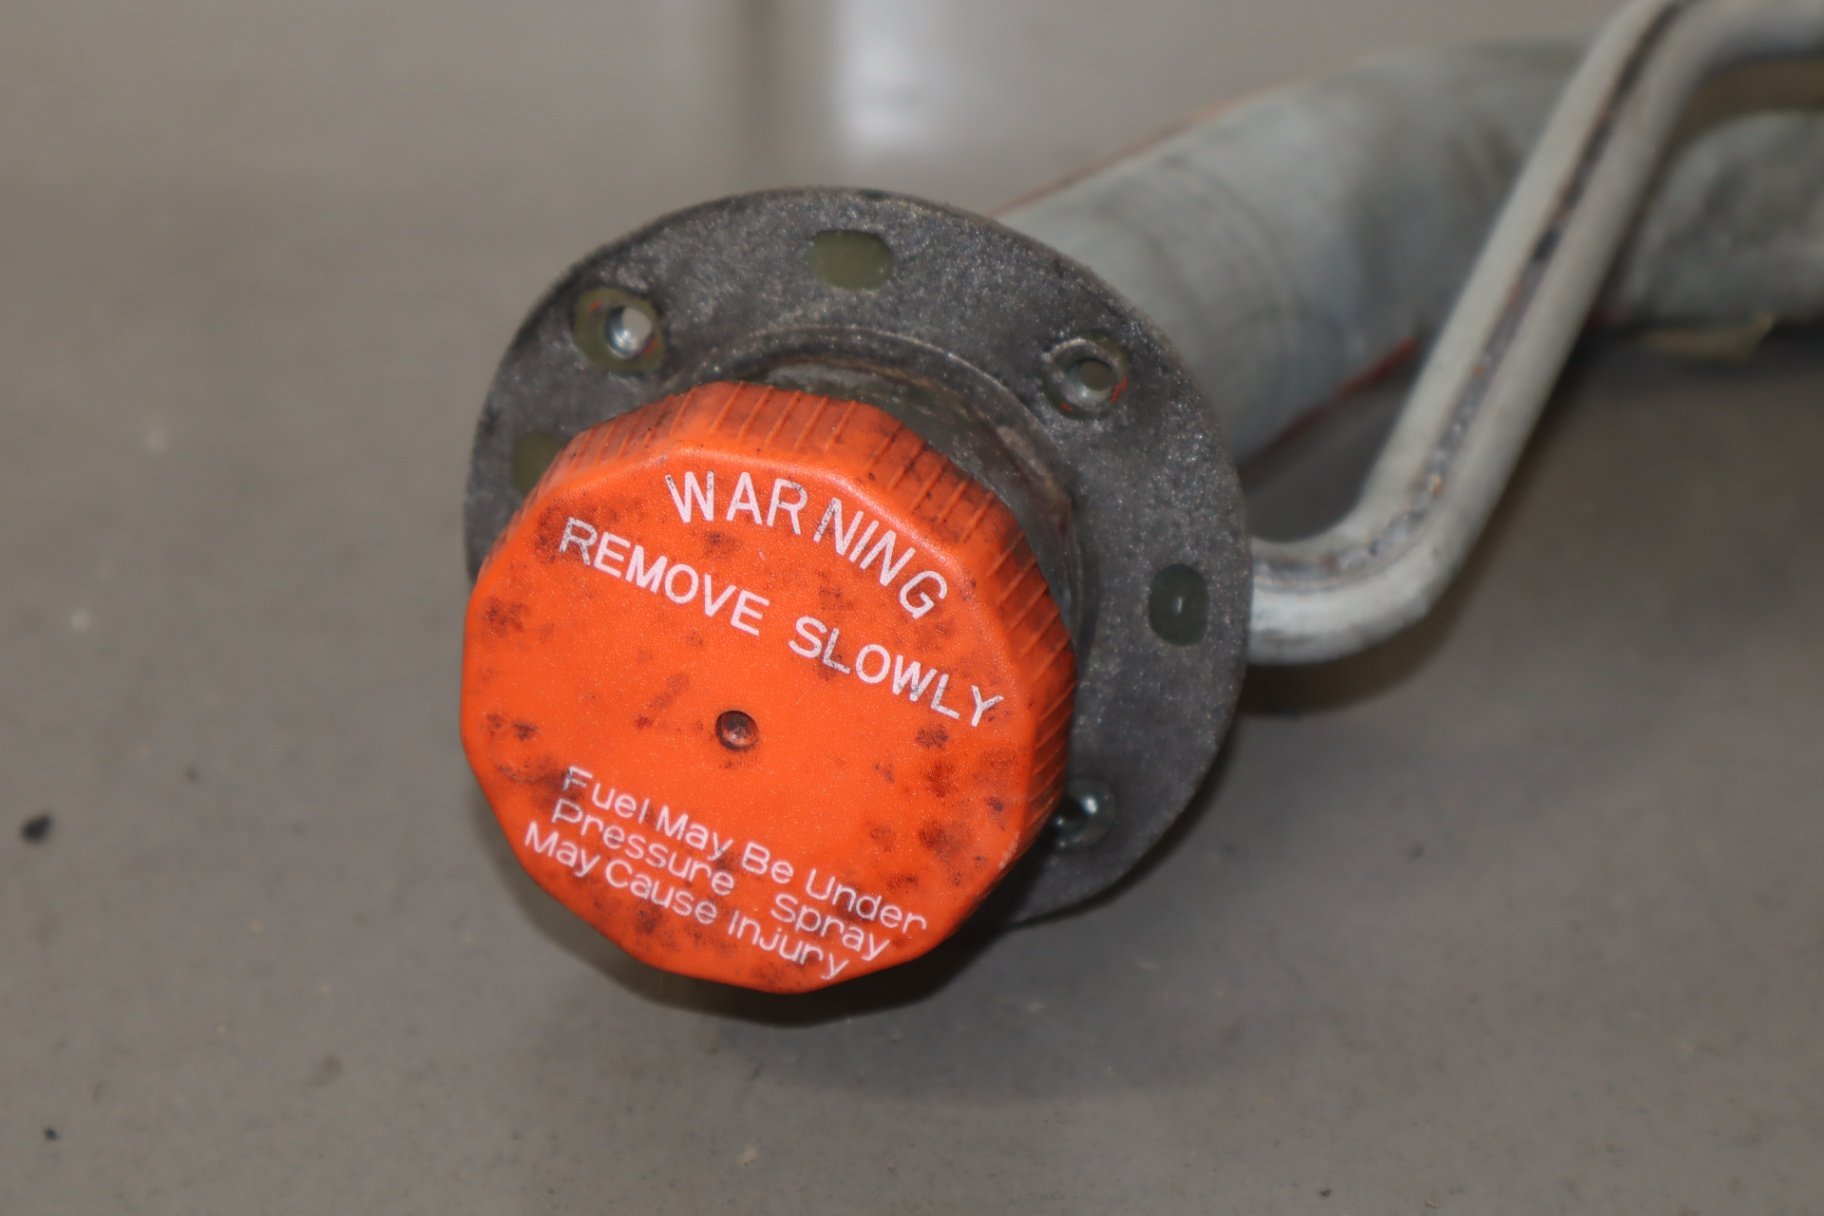 WARNING
REMOVE SLOWLY
Fuel May Be Under
Pressure Spray
May Cause Injury